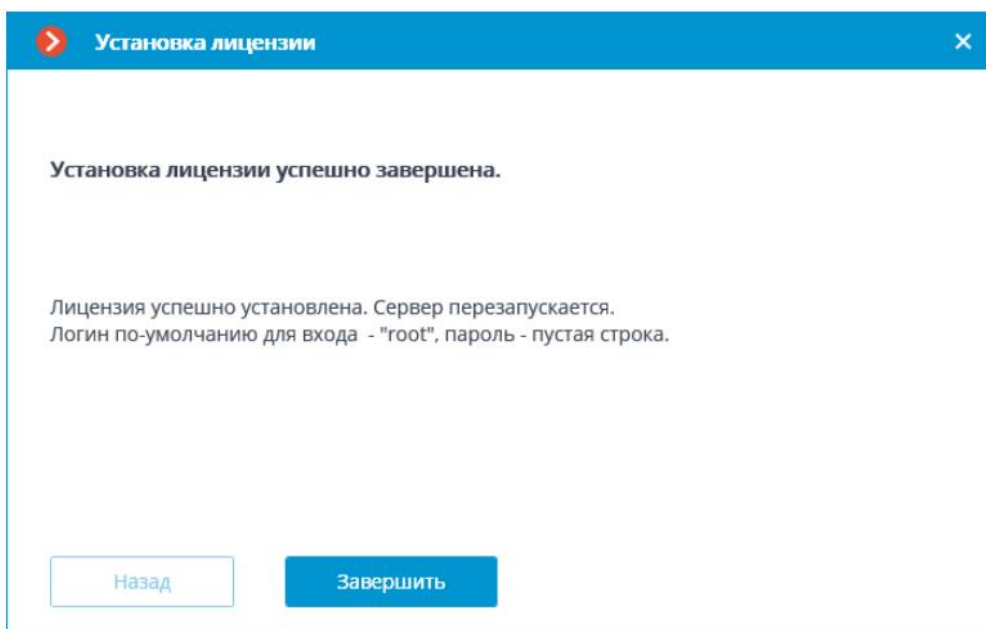 Установка лицензии
Установка лицензии успешно завершена.
Лицензия успешно установлена. Сервер перезапускается.
Логин по-умолчанию для входа - "root", пароль - пустая строка.
Назад
Завершить